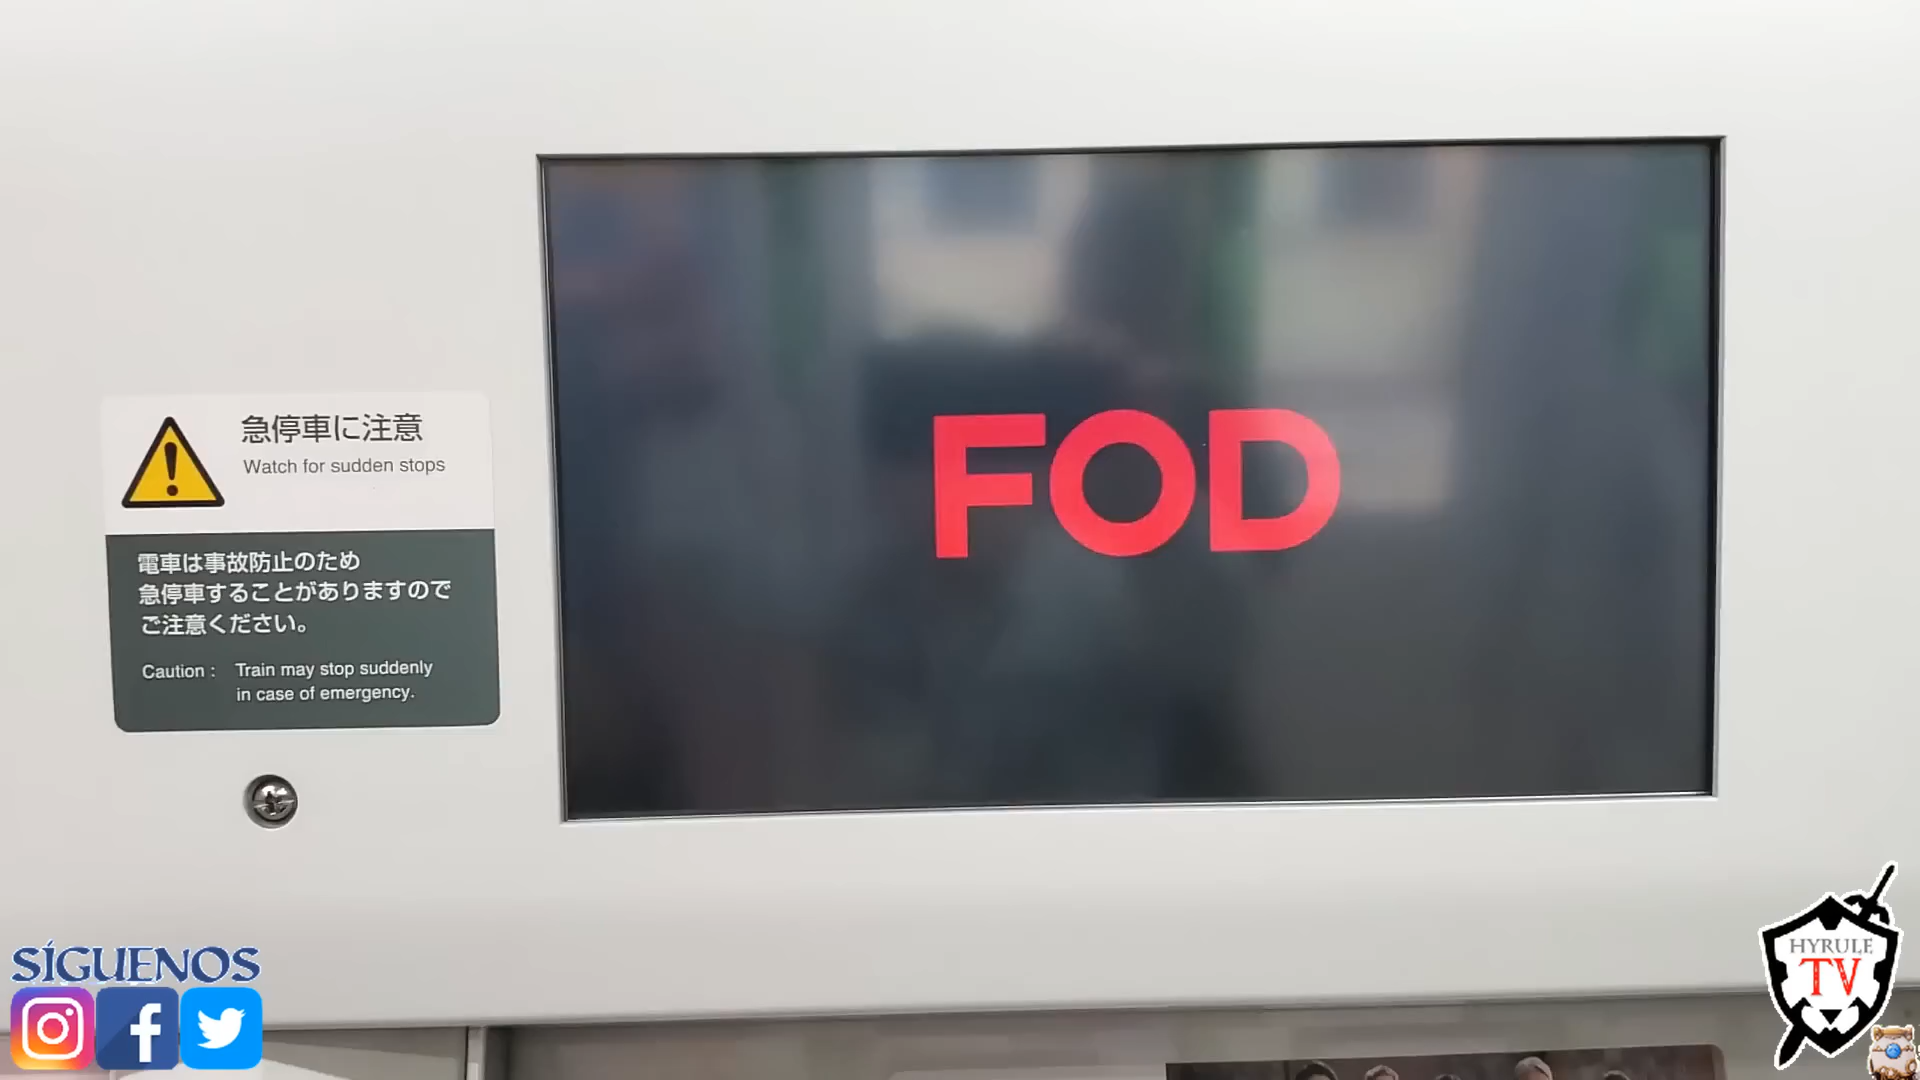 急停車に注意
Watch for sudden stops
電車は事故防止のため
急停車することがありますので
ご注意ください。
Caution : Train may stop suddenly
in case of emergency.
FOD
SÍGUENOS
HYRULE
TV